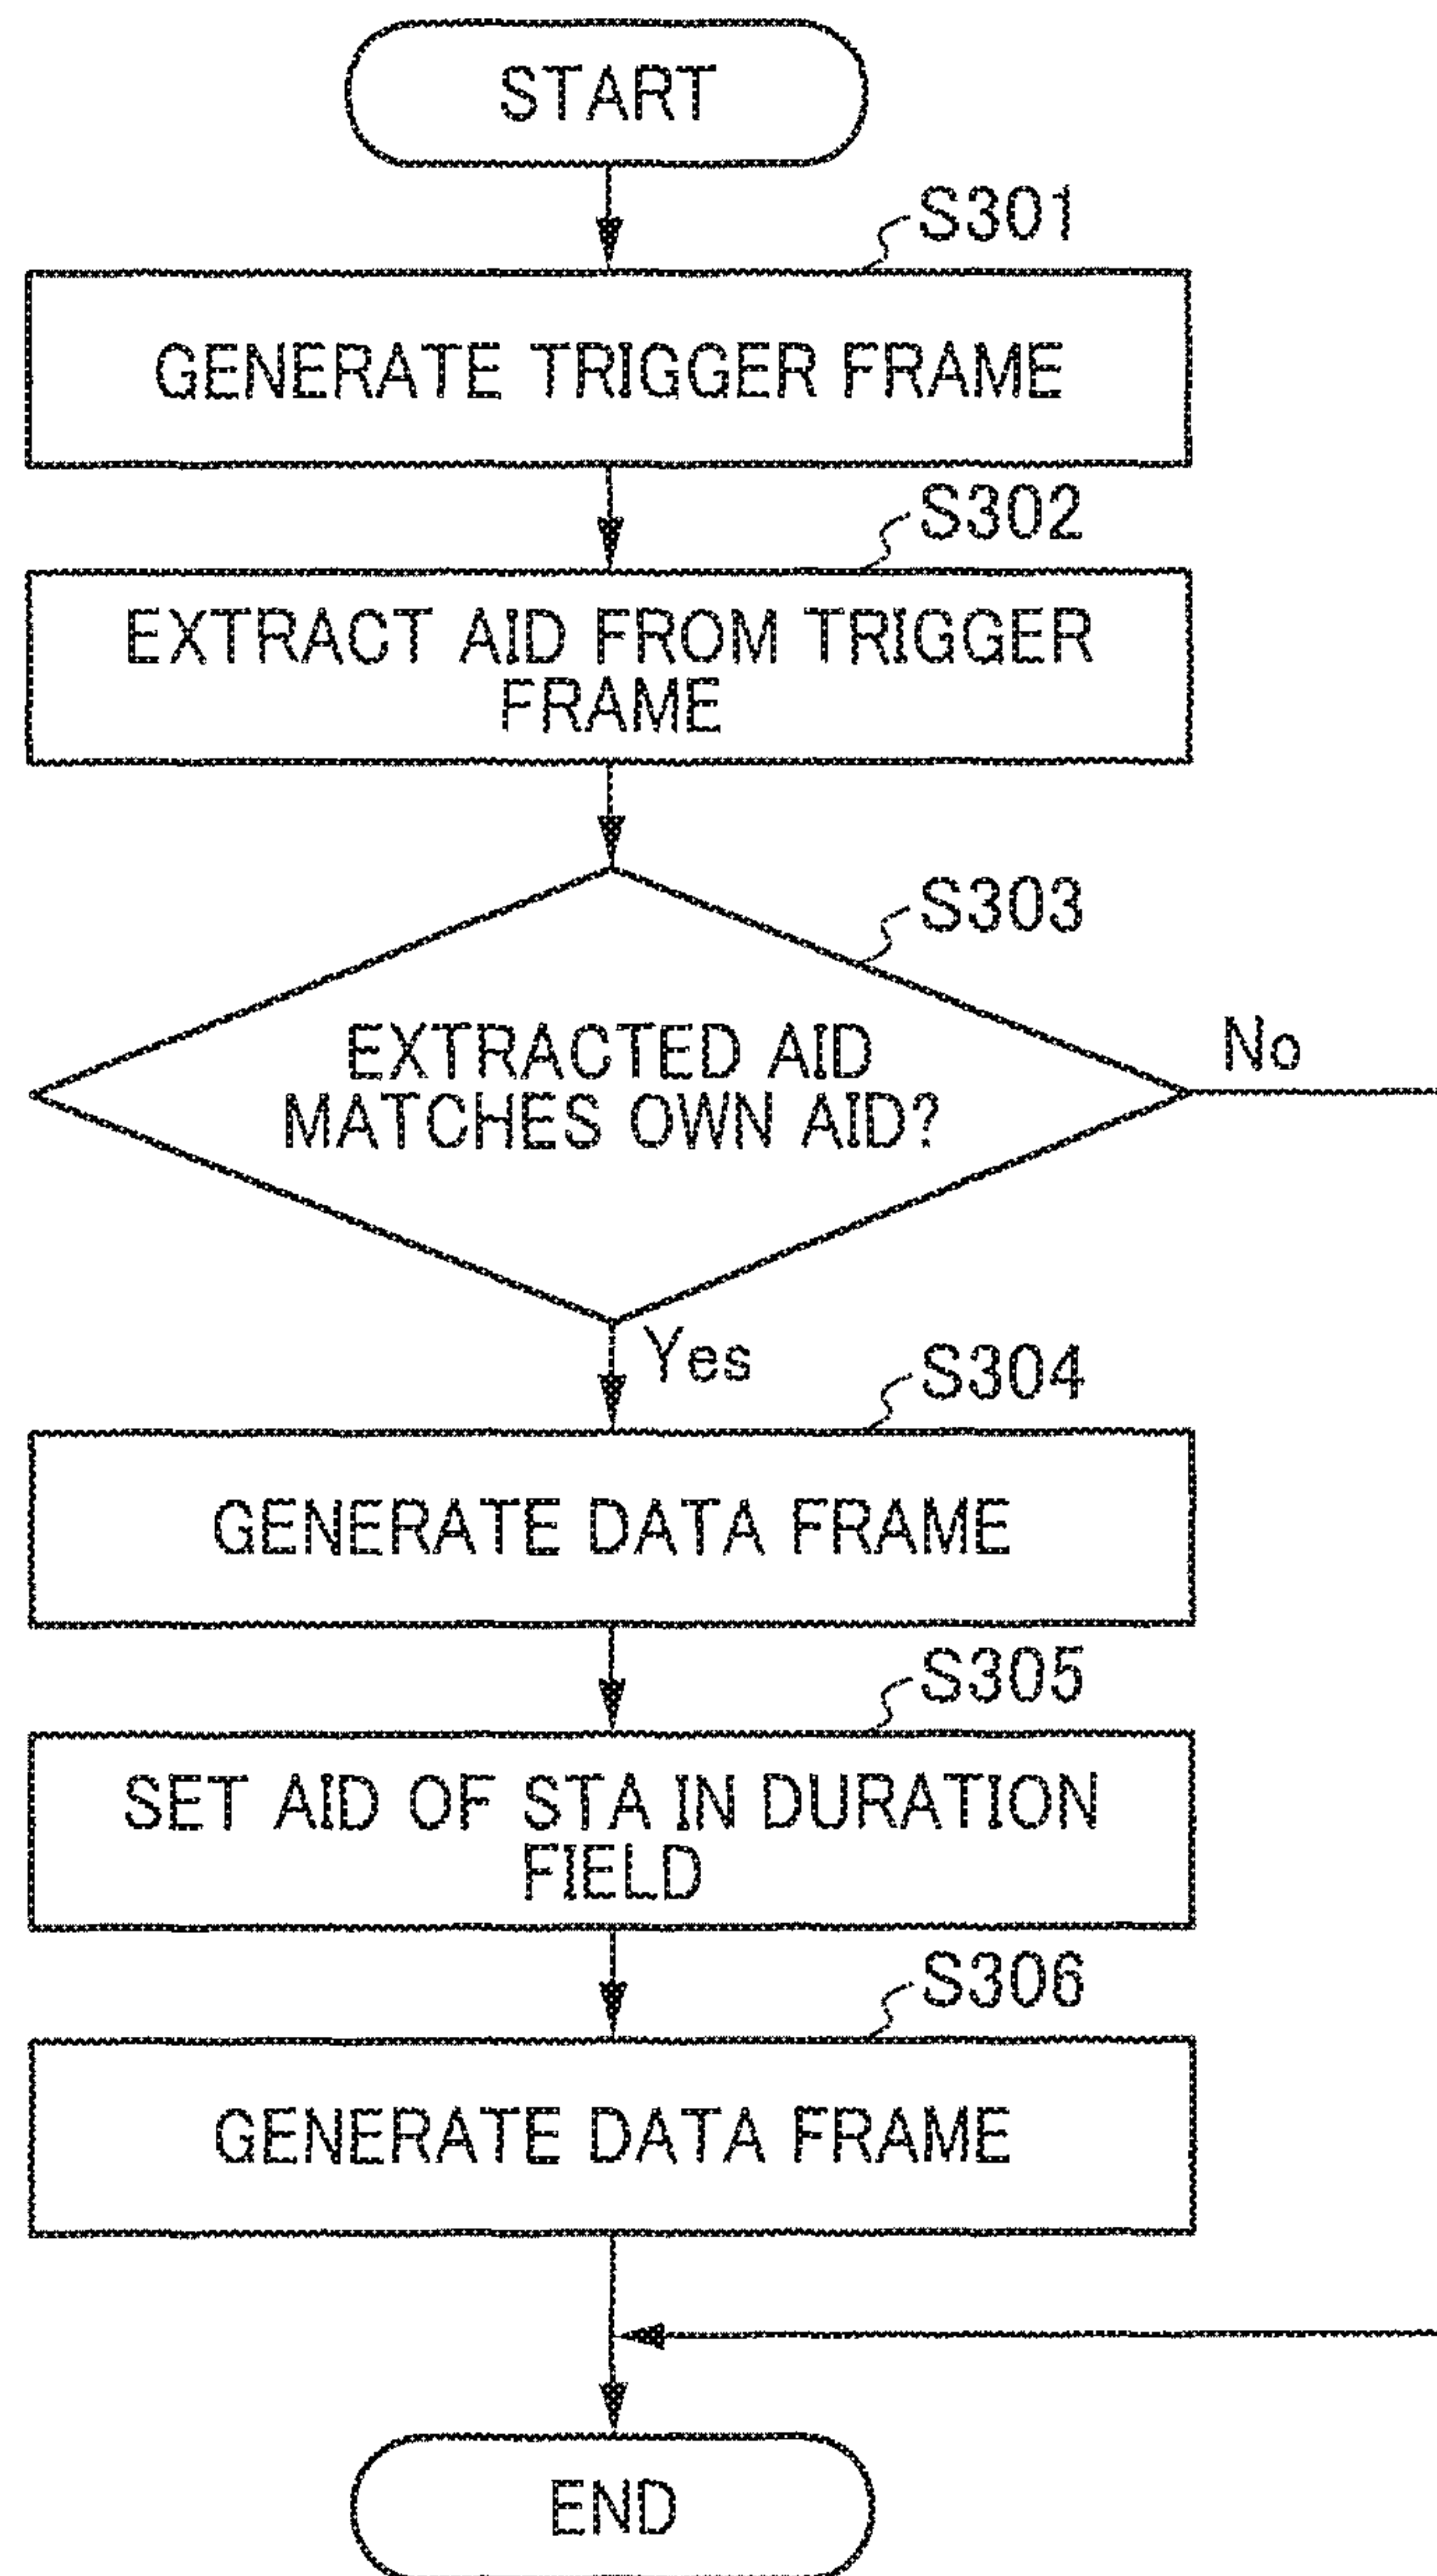 START
S301
GENERATE TRIGGER FRAME
S302
EXTRACT AID FROM TRIGGER
FRAME
S303
EXTRACTED AID
MATCHES OWN AID?
No
Yes
S304
GENERATE DATA FRAME
S305
SET AID OF STA IN DURATION
FIELD
S306
GENERATE DATA FRAME
END